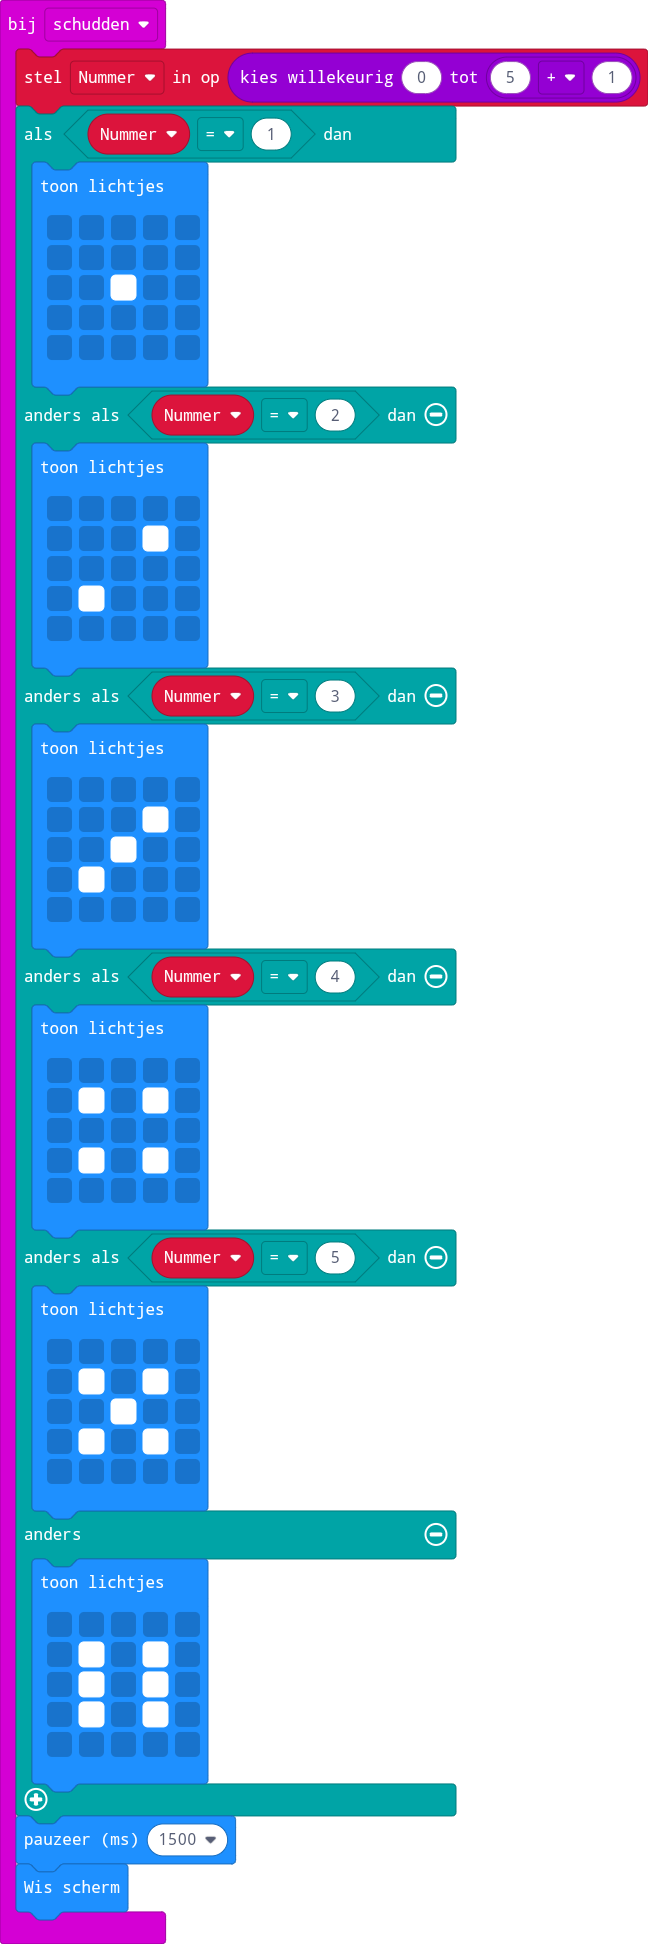 bij schudden
stel Nummer in op kies willekeurig 0 tot 5 + 1
als Nummer = 1 dan
toon lichtjes
anders als Nummer = 2 dan
toon lichtjes
anders als Nummer = 3 dan
toon lichtjes
anders als Nummer = 4 dan
toon lichtjes
anders als Nummer = 5 dan
toon lichtjes
anders
toon lichtjes
pauzeer (ms) 1500
Wis scherm